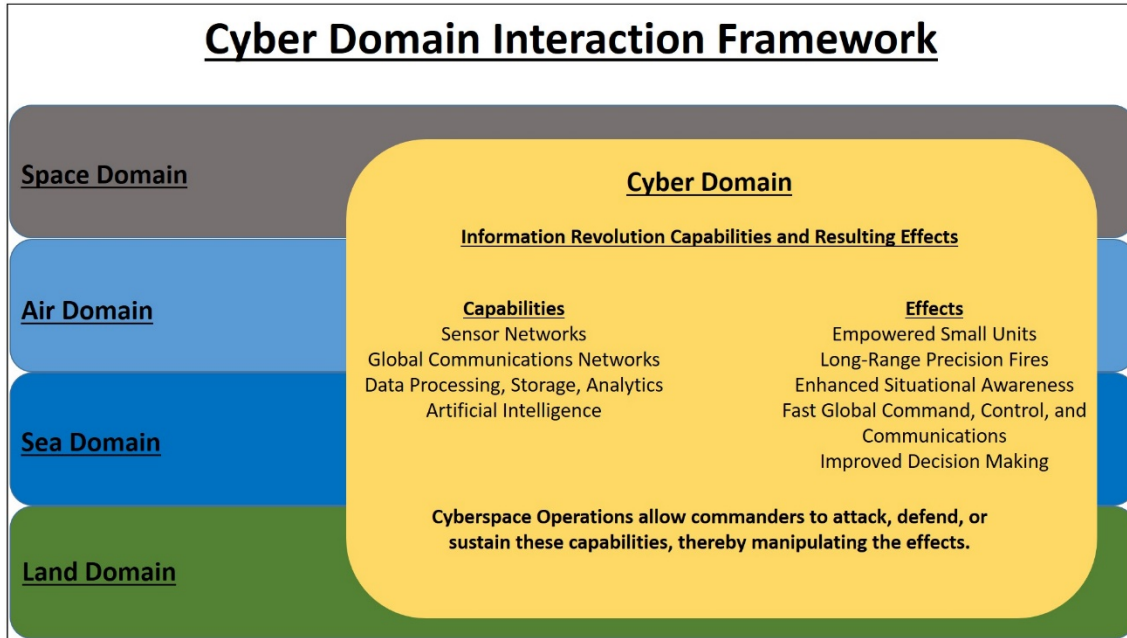 Cyber Domain Interaction Framework
Space Domain
Cyber Domain
Information Revolution Capabilities and Resulting Effects
Air Domain
Capabilities
Sensor Networks
Global Communications Networks
Data Processing, Storage, Analytics
Artificial Intelligence
Effects
Empowered Small Units
Long-Range Precision Fires
Enhanced Situational Awareness
Fast Global Command, Control, and
Communications
Improved Decision Making
Sea Domain
Cyberspace Operations allow commanders to attack, defend, or
sustain these capabilities, thereby manipulating the effects.
Land Domain